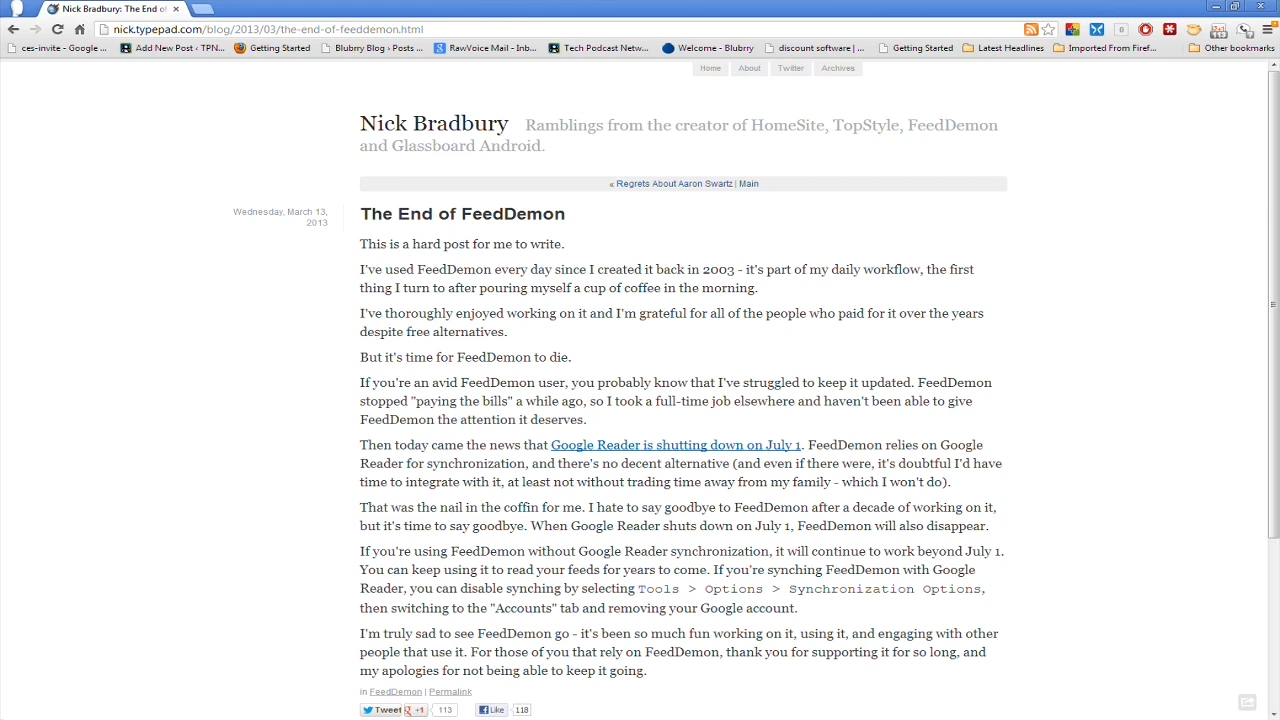 Nick Bradbury: The End of
nick.typepad.com/blog/2013/03/the-end-of-feeddemon.html
ces-invite - Google ... Add New Post ‹ TPN... Getting Started Blubrry Blog › Posts ... RawVoice Mail - Inb... Tech Podcast Netw... Welcome - Blubrry discount software | ... Getting Started Latest Headlines Imported From Firef... Other bookmarks
Home About Twitter Archives
Nick Bradbury Ramblings from the creator of HomeSite, TopStyle, FeedDemon
and Glassboard Android.
« Regrets About Aaron Swartz | Main
Wednesday, March 13,
2013
The End of FeedDemon
This is a hard post for me to write.
I've used FeedDemon every day since I created it back in 2003 - it's part of my daily workflow, the first
thing I turn to after pouring myself a cup of coffee in the morning.
I've thoroughly enjoyed working on it and I'm grateful for all of the people who paid for it over the years
despite free alternatives.
But it's time for FeedDemon to die.
If you're an avid FeedDemon user, you probably know that I've struggled to keep it updated. FeedDemon
stopped "paying the bills" a while ago, so I took a full-time job elsewhere and haven't been able to give
FeedDemon the attention it deserves.
Then today came the news that Google Reader is shutting down on July 1. FeedDemon relies on Google
Reader for synchronization, and there's no decent alternative (and even if there were, it's doubtful I'd have
time to integrate with it, at least not without trading time away from my family - which I won't do).
That was the nail in the coffin for me. I hate to say goodbye to FeedDemon after a decade of working on it,
but it's time to say goodbye. When Google Reader shuts down on July 1, FeedDemon will also disappear.
If you're using FeedDemon without Google Reader synchronization, it will continue to work beyond July 1.
You can keep using it to read your feeds for years to come. If you're synching FeedDemon with Google
Reader, you can disable synching by selecting Tools > Options > Synchronization Options,
then switching to the "Accounts" tab and removing your Google account.
I'm truly sad to see FeedDemon go - it's been so much fun working on it, using it, and engaging with other
people that use it. For those of you that rely on FeedDemon, thank you for supporting it for so long, and
my apologies for not being able to keep it going.
in FeedDemon | Permalink
Tweet +1 113 Like 118